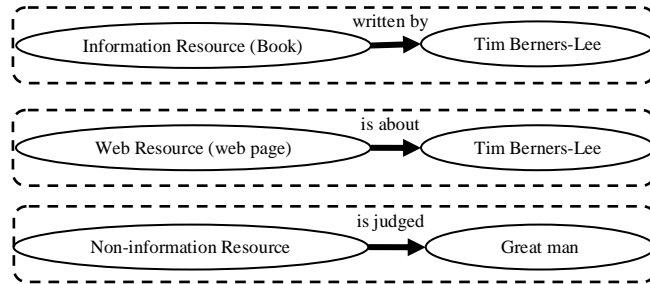 written by
Information Resource (Book) Tim Berners-Lee
is about
Web Resource (web page) Tim Berners-Lee
is judged
Non-information Resource Great man